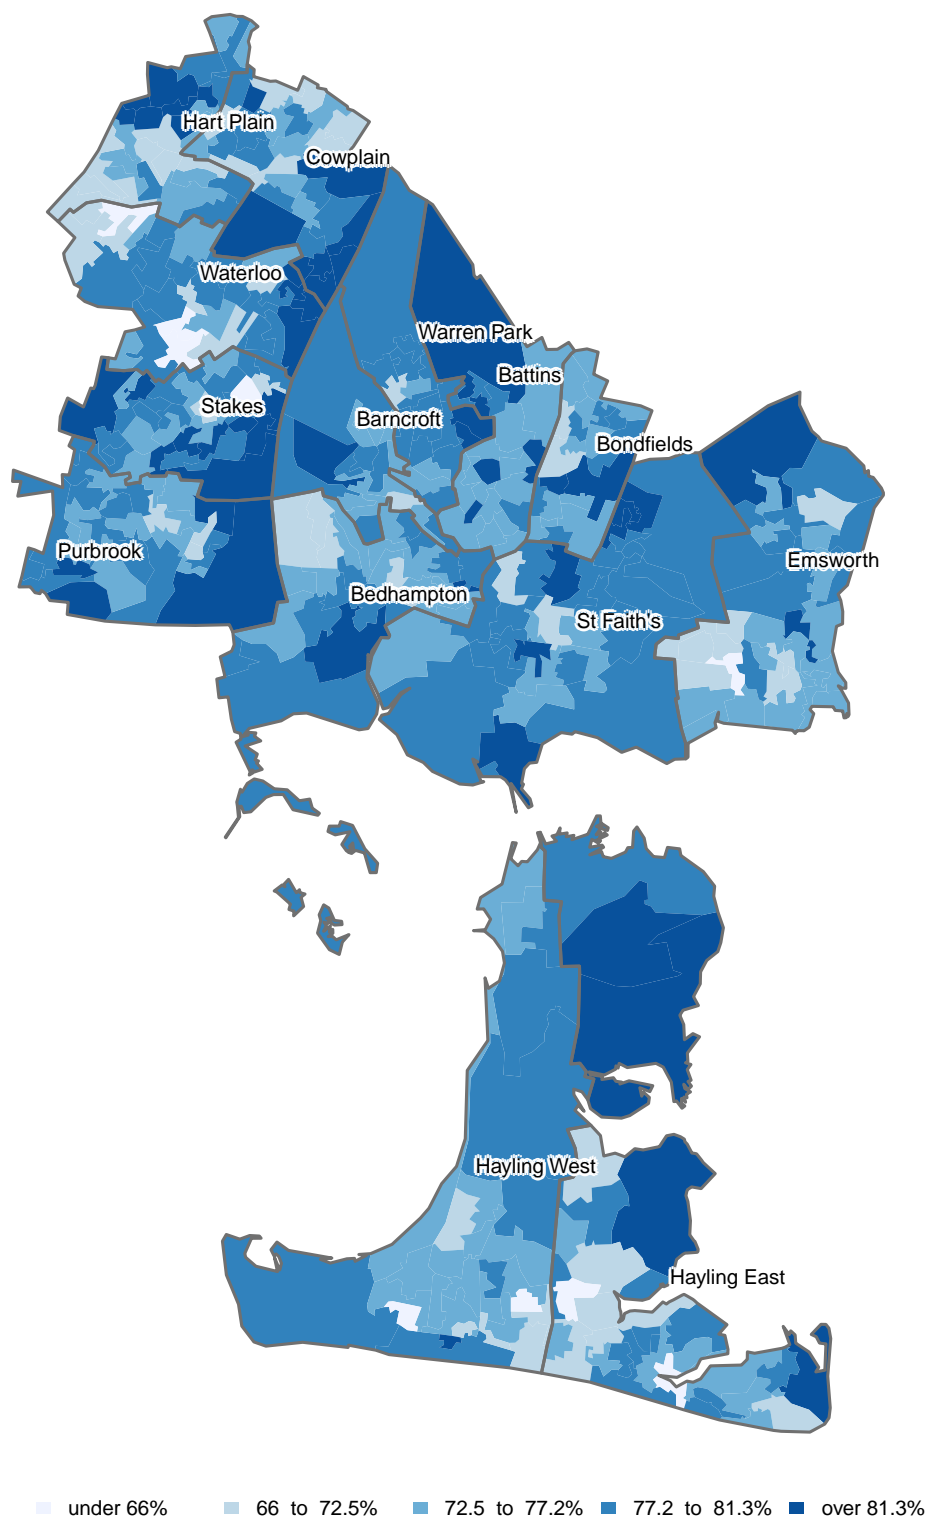 Hart Plain
Cowplain
Waterloo
Warren Park
Battins
Stakes
Barncroft
Bondfields
Purbrook
Emsworth
Bedhampton
St Faith's
Hayling West
Hayling East
under 66%
66 to 72.5%
72.5 to 77.2%
77.2 to 81.3%
over 81.3%